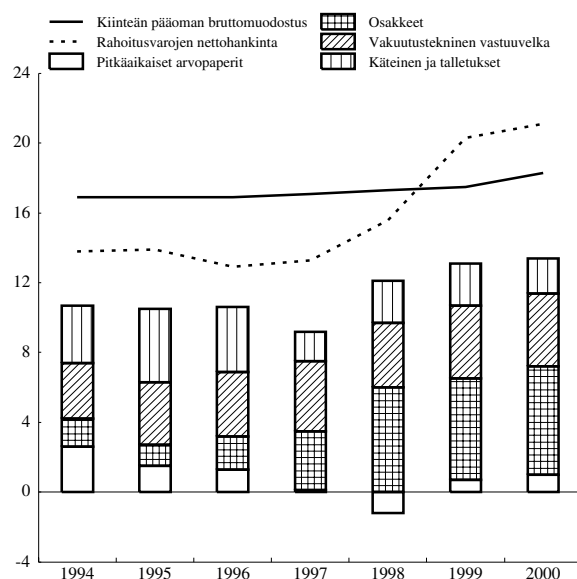 Kiinteän pääoman bruttomuodostus
Rahoitusvarojen nettohankinta
Pitkäaikaiset arvopaperit
Osakkeet
Vakuutustekninen vastuuvelka
Käteinen ja talletukset
24
20
16
12
8
4
0
-4
1994 1995 1996 1997 1998 1999 2000